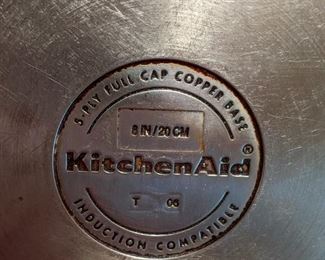 5-PLY FULL CAP COPPER BASE
8 IN/20 CM
KitchenAid®
T 06
INDUCTION COMPATIBLE